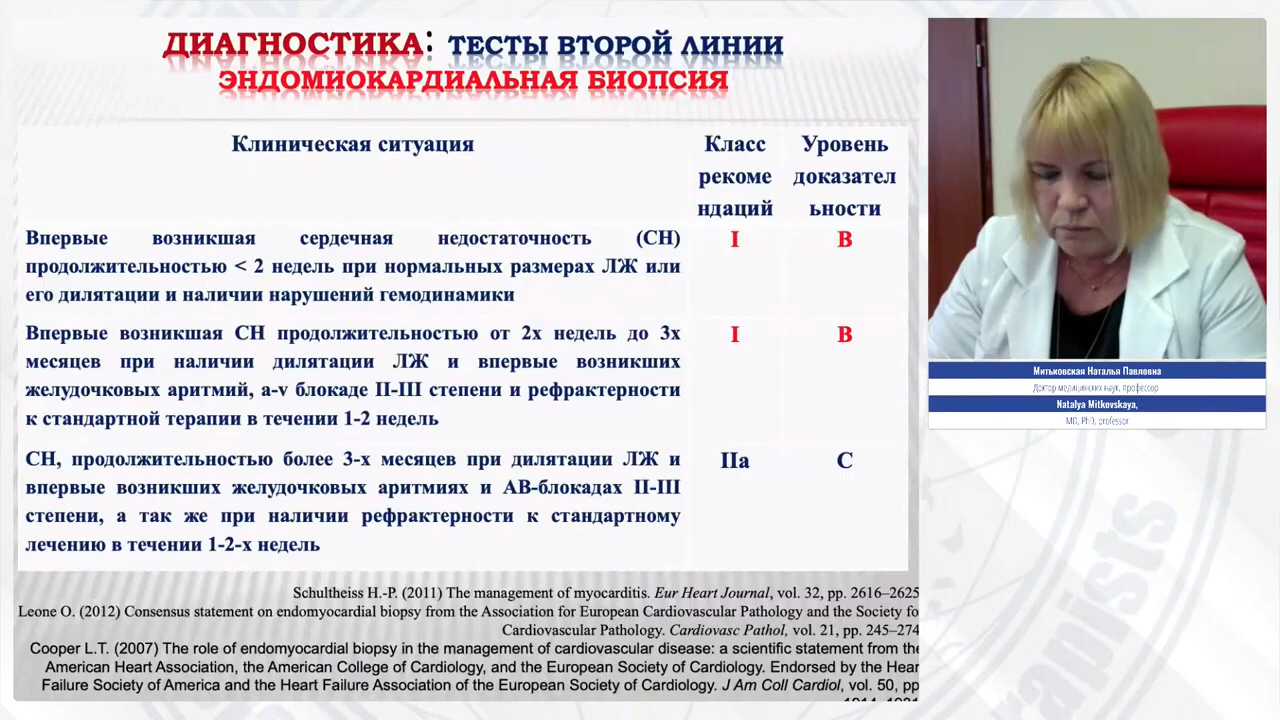 ДИАГНОСТИКА: ТЕСТЫ ВТОРОЙ ЛИНИИ
ЭНДОМИОКАРДИАЛЬНАЯ БИОПСИЯ
Клиническая ситуация
Класс
рекоме
ндаций
Уровень
доказател
ьности
Впервые возникшая сердечная недостаточность (СН)
продолжительностью < 2 недель при нормальных размерах ЛЖ или
его дилятации и наличии нарушений гемодинамики
I
B
Впервые возникшая СН продолжительностью от 2х недель до 3х
месяцев при наличии дилятации ЛЖ и впервые возникших
желудочковых аритмий, а-v блокаде II-III степени и рефрактерности
к стандартной терапии в течении 1-2 недель
I
B
СН, продолжительностью более 3-х месяцев при дилятации ЛЖ и
впервые возникших желудочковых аритмиях и АВ-блокадах II-III
степени, а так же при наличии рефрактерности к стандартному
лечению в течении 1-2-х недель
IIa
C
Schultheiss H.-P. (2011) The management of myocarditis. Eur Heart Journal, vol. 32, pp. 2616–2625
Leone O. (2012) Consensus statement on endomyocardial biopsy from the Association for European Cardiovascular Pathology and the Society fo
Cardiovascular Pathology. Cardiovasc Pathol, vol. 21, pp. 245–274
Cooper L.T. (2007) The role of endomyocardial biopsy in the management of cardiovascular disease: a scientific statement from the
American Heart Association, the American College of Cardiology, and the European Society of Cardiology. Endorsed by the Hear
Failure Society of America and the Heart Failure Association of the European Society of Cardiology. J Am Coll Cardiol, vol. 50, pp
Митьковская Наталья Павловна
Доктор медицинских наук, профессор
Natalya Mitkovskaya,
MD, PhD, professor
rapists